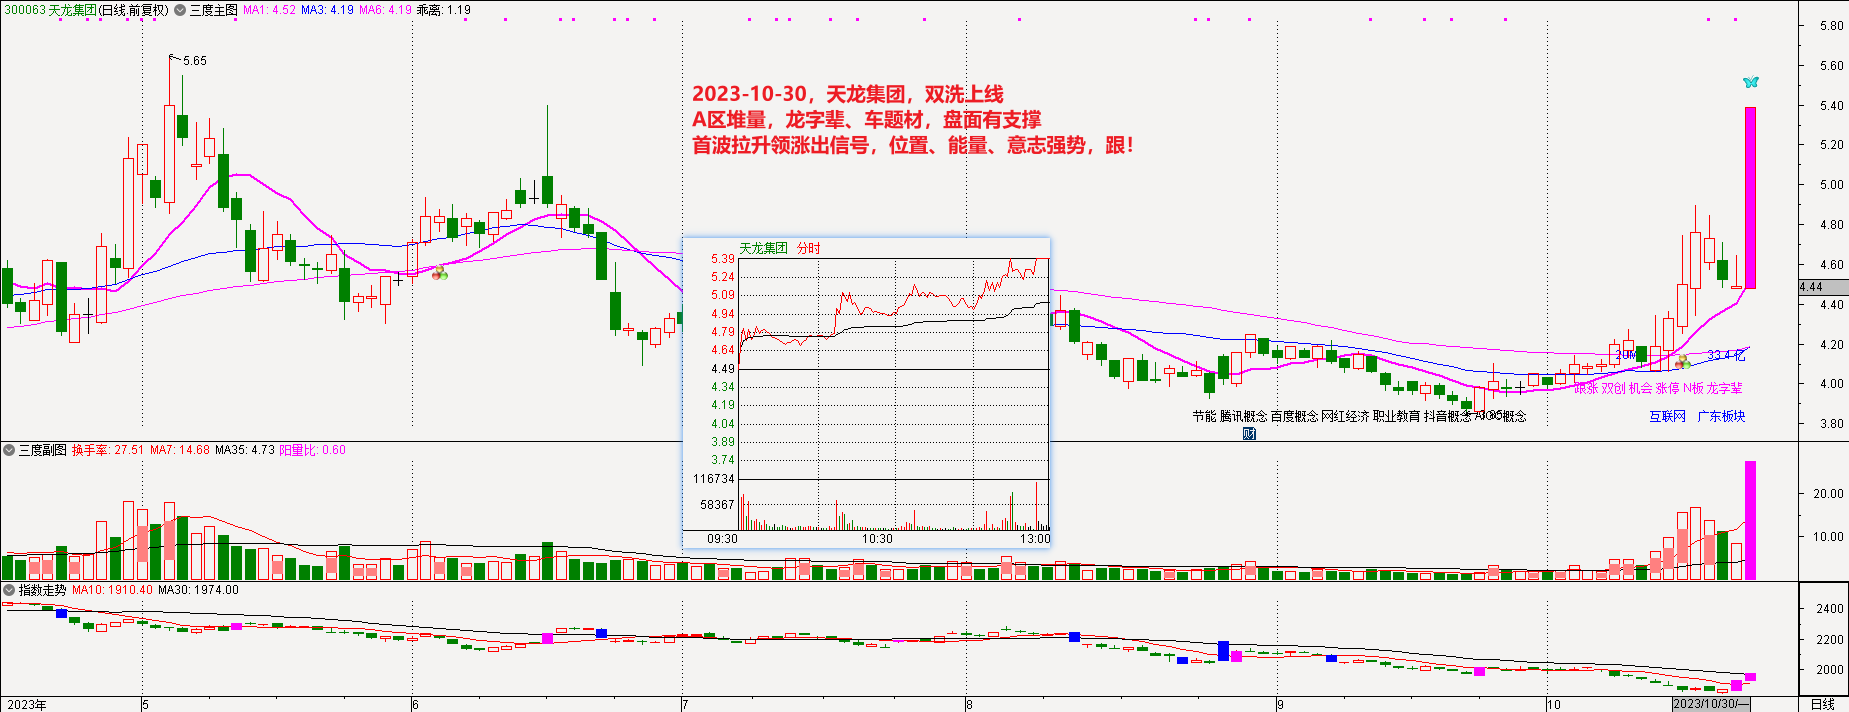 300063 天龙集团(日线.前复权) 三度主图 MA1: 4.52 MA3: 4.19 MA6: 4.19 乖离: 1.19
5.65
2023-10-30，天龙集团，双洗上线
A区堆量，龙字辈、车题材，盘面有支撑
首波拉升领涨出信号，位置、能量、意志强势，跟！
5.80
5.60
5.40
5.20
5.00
4.80
4.60
4.44
4.40
4.20
4.00
3.80
天龙集团 分时
5.39
5.24
5.09
4.94
4.79
4.64
4.49
4.34
4.19
4.04
3.89
3.74
116734
58367
09:30 10:30 13:00
33.4亿
跟涨 双创 机会 涨停 N板 龙字辈
节能 腾讯概念 百度概念 网红经济 职业教育 抖音概念 概念
互联网 广东板块
财
三度副图 换手率: 27.51 MA7: 14.68 MA35: 4.73 阳量比: 0.60
20.00
10.00
指数走势 MA10: 1910.40 MA30: 1974.00
2400
2200
2000
2023年 5 6 7 8 9 10 2023/10/30/一 日线